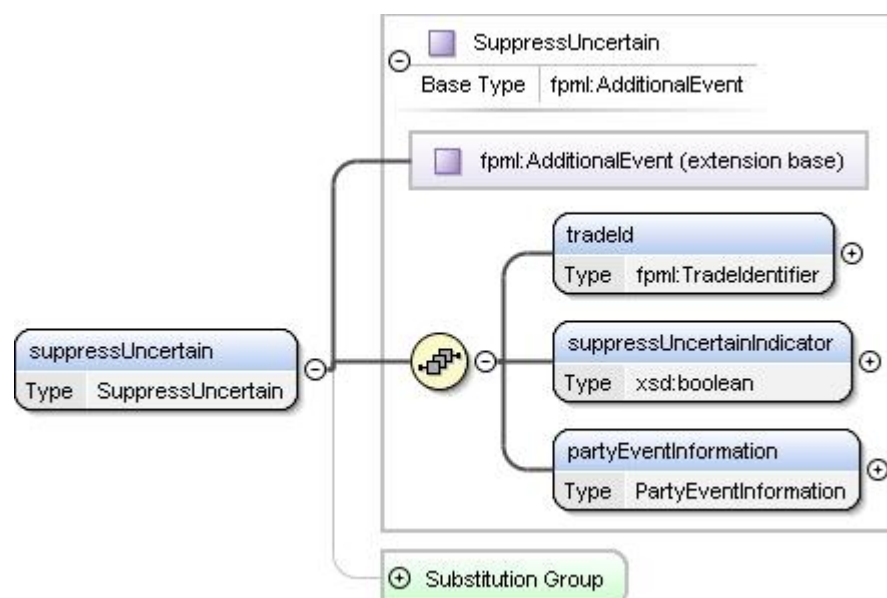 SuppressUncertain
Base Type fpml:AdditionalEvent
fpml:AdditionalEvent (extension base)
tradeId
Type fpml:TradeIdentifier
suppressUncertain
Type SuppressUncertain
suppressUncertainIndicator
Type xsd:boolean
partyEventInformation
Type PartyEventInformation
Substitution Group